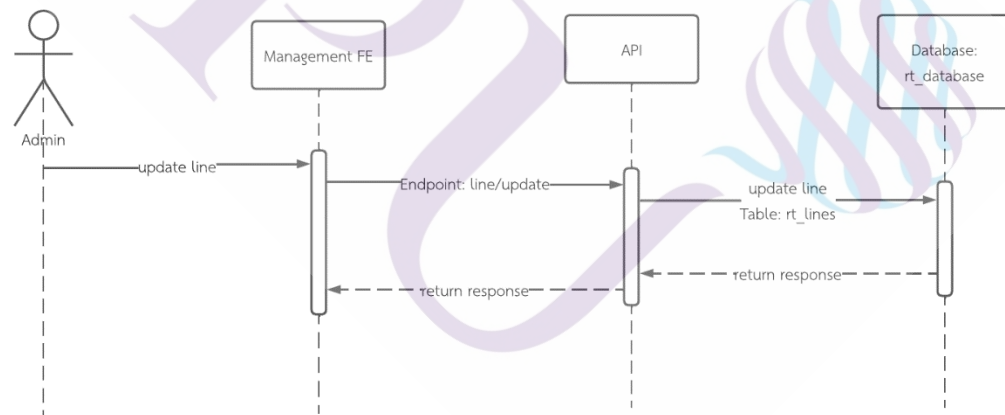 Management FE
API
Database:
rt_database
Admin
update line
Endpoint: line/update
update line
Table: rt_lines
return response
return response